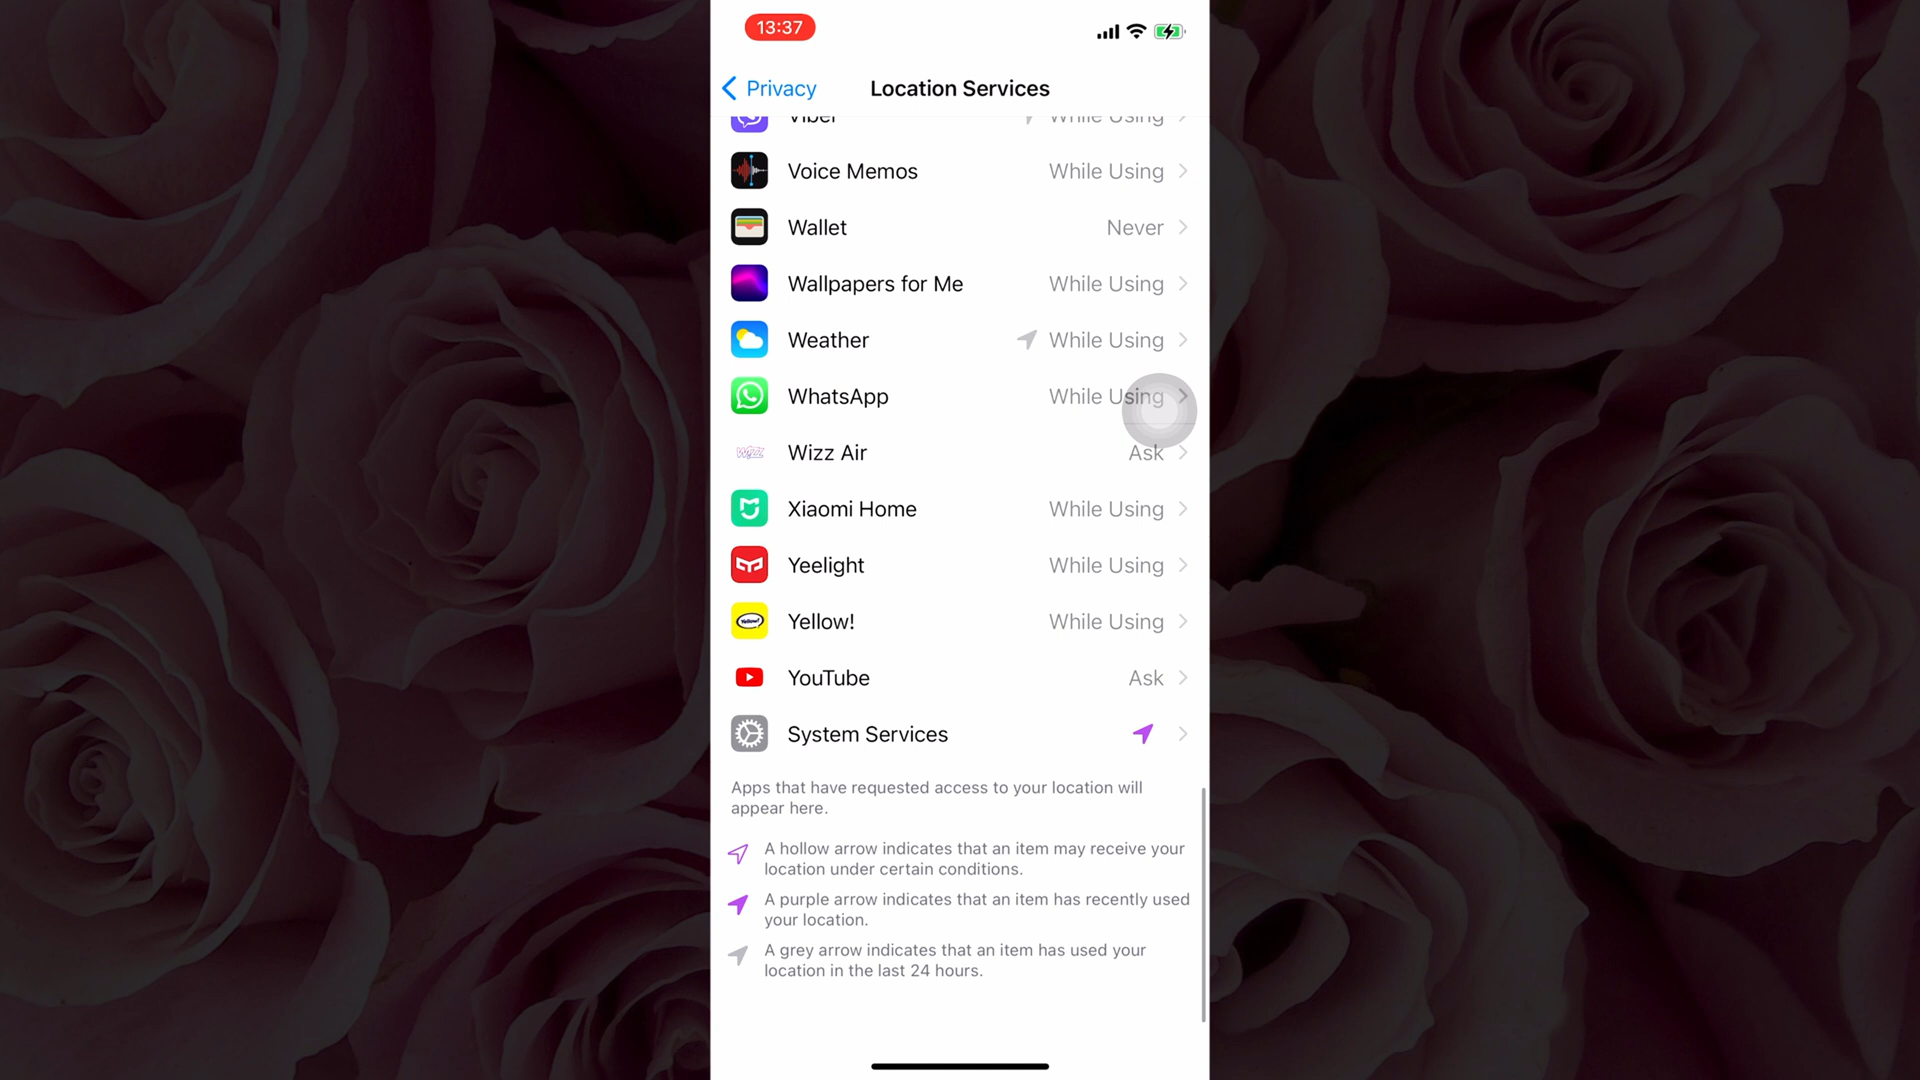 13:37
Privacy
Location Services
Viber While Using
Voice Memos While Using
Wallet Never
Wallpapers for Me While Using
Weather While Using
WhatsApp While Using
Wizz Air Ask
Xiaomi Home While Using
Yeelight While Using
Yellow! While Using
YouTube Ask
System Services
Apps that have requested access to your location will
appear here.
A hollow arrow indicates that an item may receive your
location under certain conditions.
A purple arrow indicates that an item has recently used
your location.
A grey arrow indicates that an item has used your
location in the last 24 hours.